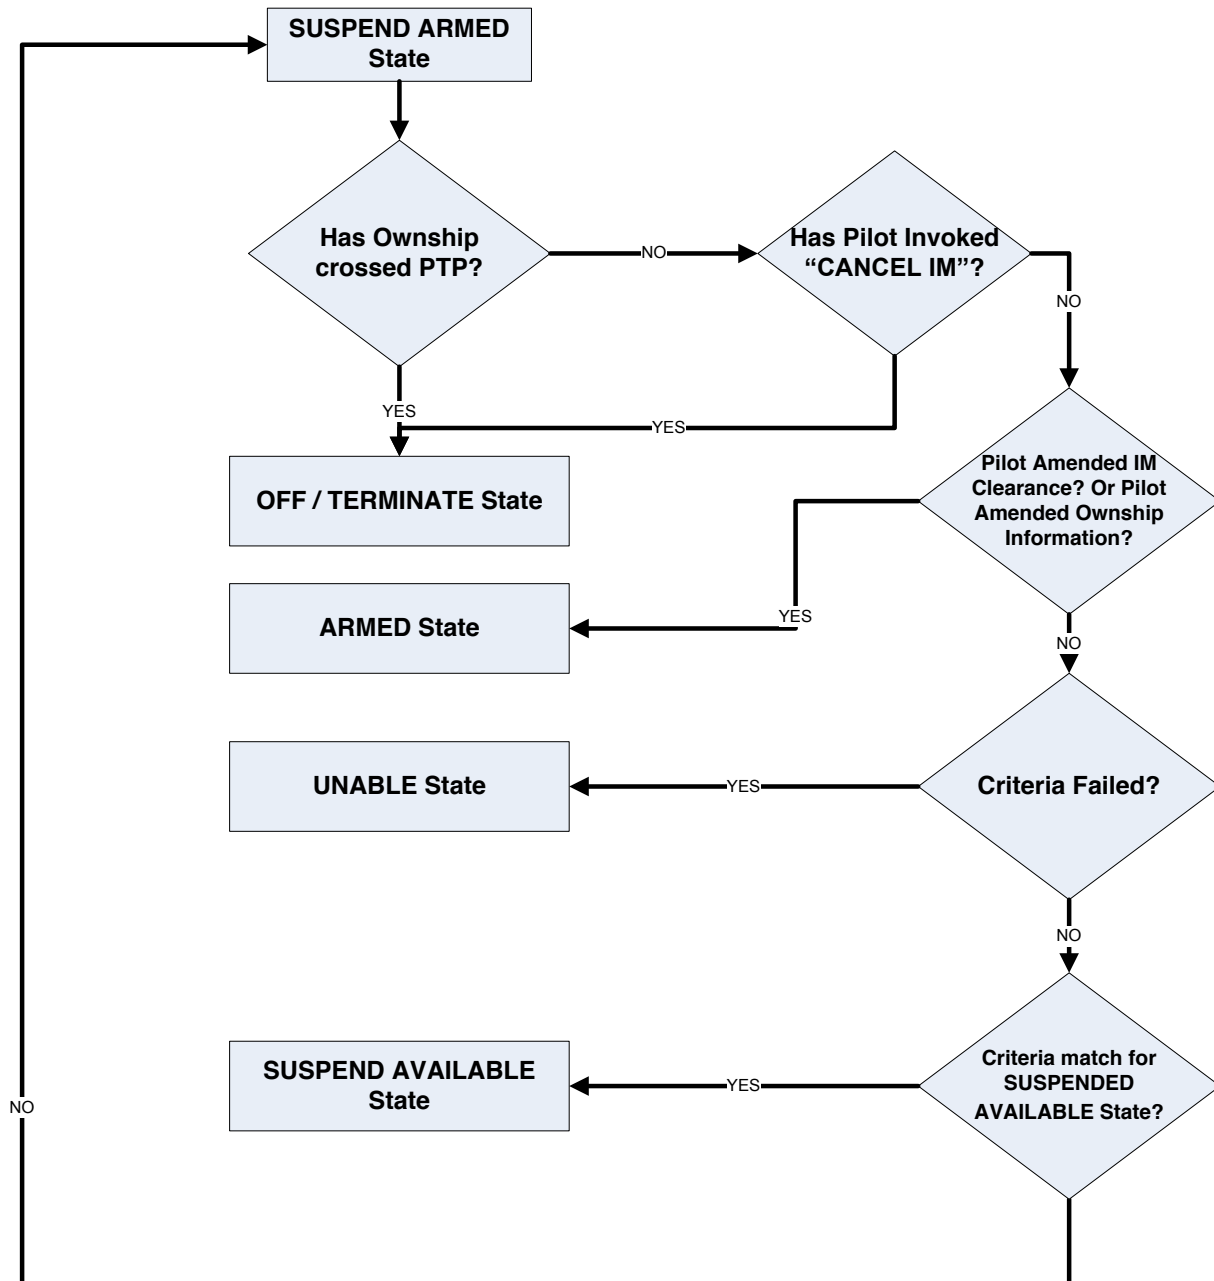 SUSPEND ARMED
State
Has Ownship
crossed PTP?
NO
Has Pilot Invoked
“CANCEL IM”?
NO
YES
YES
OFF / TERMINATE State
Pilot Amended IM
Clearance? Or Pilot
Amended Ownship
Information?
YES
ARMED State
NO
UNABLE State
YES
Criteria Failed?
NO
SUSPEND AVAILABLE
State
YES
Criteria match for
SUSPENDED
AVAILABLE State?
NO